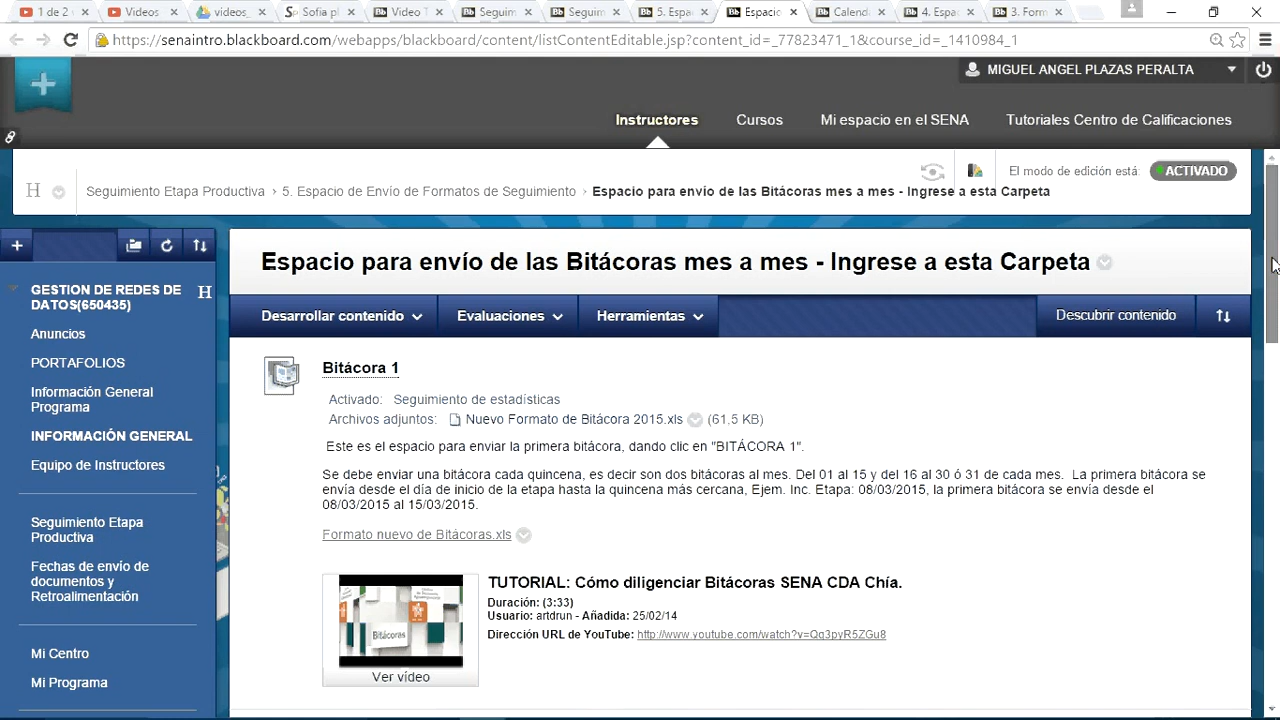 1 de 2
Videos
videos_
Sofia pl
Video T
Seguim
Seguim
5. Espa
Espacio
Calenda
4. Espa
3. Form
https://senaintro.blackboard.com/webapps/blackboard/content/listContentEditable.jsp?content_id=_77823471_1&course_id=_1410984_1
MIGUEL ANGEL PLAZAS PERALTA
Instructores Cursos Mi espacio en el SENA Tutoriales Centro de Calificaciones
H Seguimiento Etapa Productiva > 5. Espacio de Envío de Formatos de Seguimiento > Espacio para envío de las Bitácoras mes a mes - Ingrese a esta Carpeta
El modo de edición está: ACTIVADO
GESTION DE REDES DE
DATOS(650435)
H
Anuncios
PORTAFOLIOS
Información General
Programa
INFORMACIÓN GENERAL
Equipo de Instructores
Seguimiento Etapa
Productiva
Fechas de envío de
documentos y
Retroalimentación
Mi Centro
Mi Programa
Espacio para envío de las Bitácoras mes a mes - Ingrese a esta Carpeta
Desarrollar contenido Evaluaciones Herramientas Descubrir contenido
Bitácora 1
Activado: Seguimiento de estadísticas
Archivos adjuntos: Nuevo Formato de Bitácora 2015.xls (61,5 KB)
Este es el espacio para enviar la primera bitácora, dando clic en "BITÁCORA 1".
Se debe enviar una bitácora cada quincena, es decir son dos bitácoras al mes. Del 01 al 15 y del 16 al 30 ó 31 de cada mes. La primera bitácora se
envía desde el día de inicio de la etapa hasta la quincena más cercana, Ejem. Inc. Etapa: 08/03/2015, la primera bitácora se envía desde el
08/03/2015 al 15/03/2015.
Formato nuevo de Bitácoras.xls
Bitácoras
Ver vídeo
TUTORIAL: Cómo diligenciar Bitácoras SENA CDA Chía.
Duración: (3:33)
Usuario: artdrun - Añadida: 25/02/14
Dirección URL de YouTube: http://www.youtube.com/watch?v=Qq3pyR5ZGu8